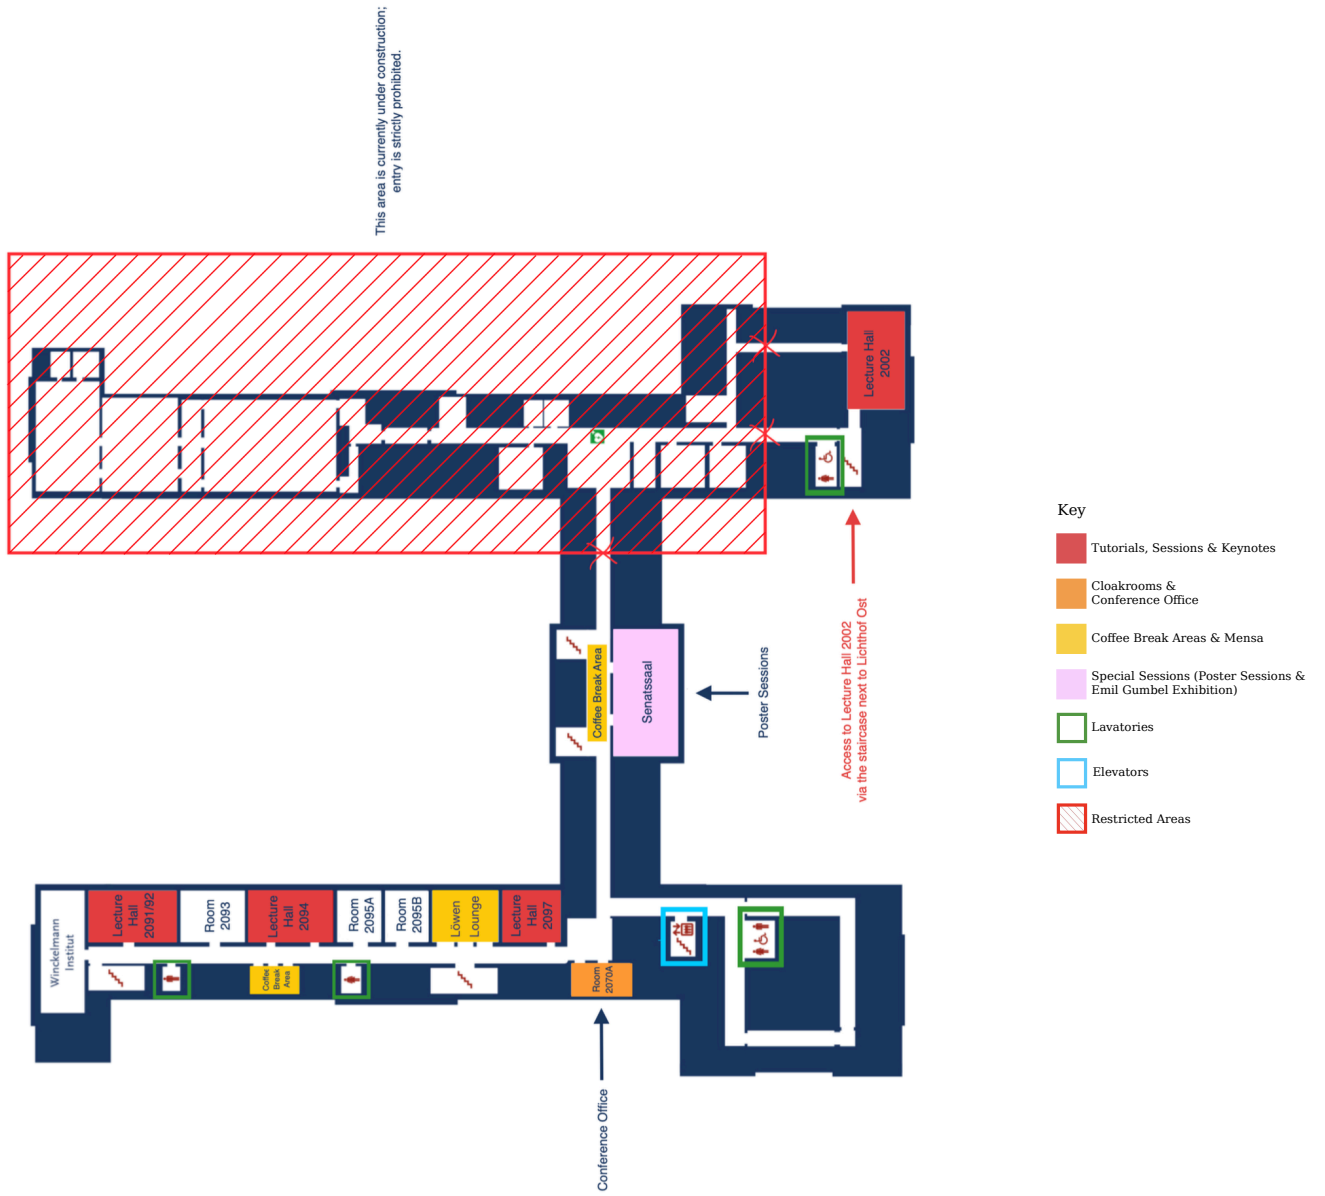 This area is currently under construction;
entry is strictly prohibited.
Lecture Hall
2002
Key
Tutorials, Sessions & Keynotes
Cloakrooms &
Conference Office
Coffee Break Areas & Mensa
Special Sessions (Poster Sessions &
Emil Gumbel Exhibition)
Lavatories
Elevators
Restricted Areas
Access to Lecture Hall 2002
via the staircase next to Lichthof Ost
Coffee Break Area
Senatssaal
Poster Sessions
Winckelmann
Institut
Lecture
Hall
2091/92
Room
2093
Lecture
Hall
2094
Room
2095A
Room
2095B
Löwen
Lounge
Lecture
Hall
2097
Coffee
Break
Area
Room
2070A
Conference Office